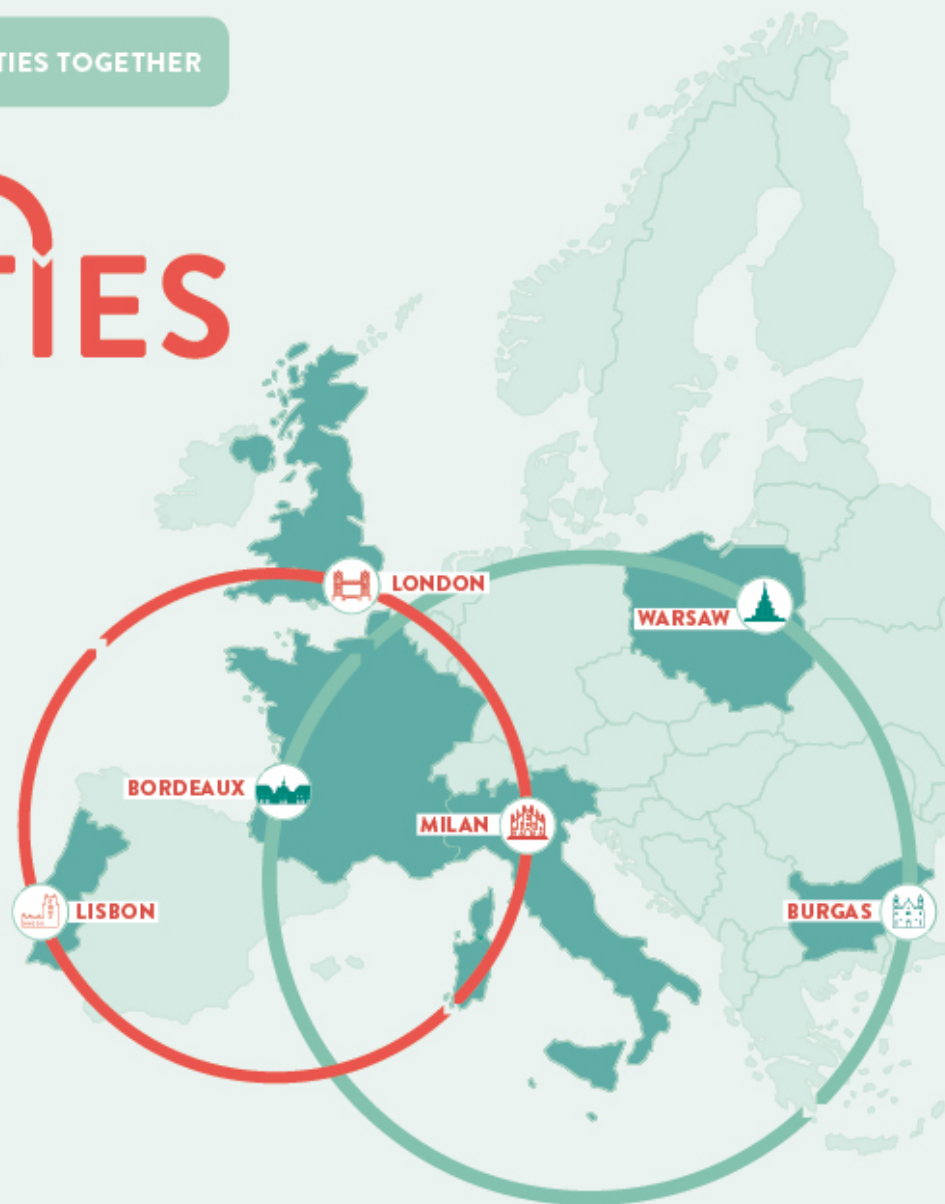 TIES TOGETHER
TIES
LONDON
WARSAW
BORDEAUX
MILAN
LISBON
BURGAS